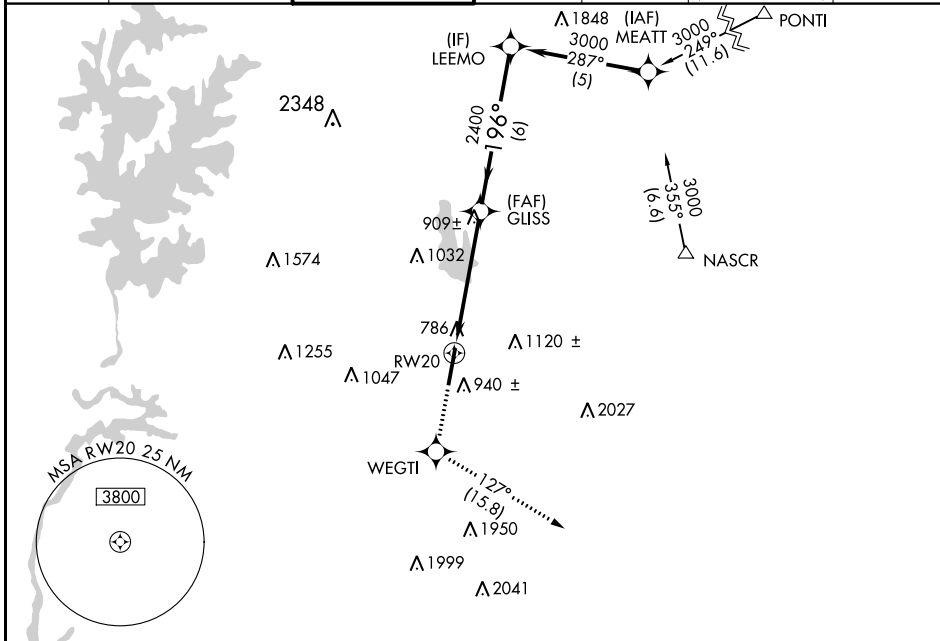 1848
(IAF)
MEATT
PONTI
(IF)
LEEMO
3000
287°
(5)
3000
249°
(11.6)
2348
2400
196°
(6)
(FAF)
GLISS
909 ±
3000
355°
(6.6)
NASCR
1574
1032
786
RW20
1120 ±
1255
1047
940 ±
2027
WEGTI
127°
(15.8)
MSA RW20 25 NM
3800
1950
1999
2041